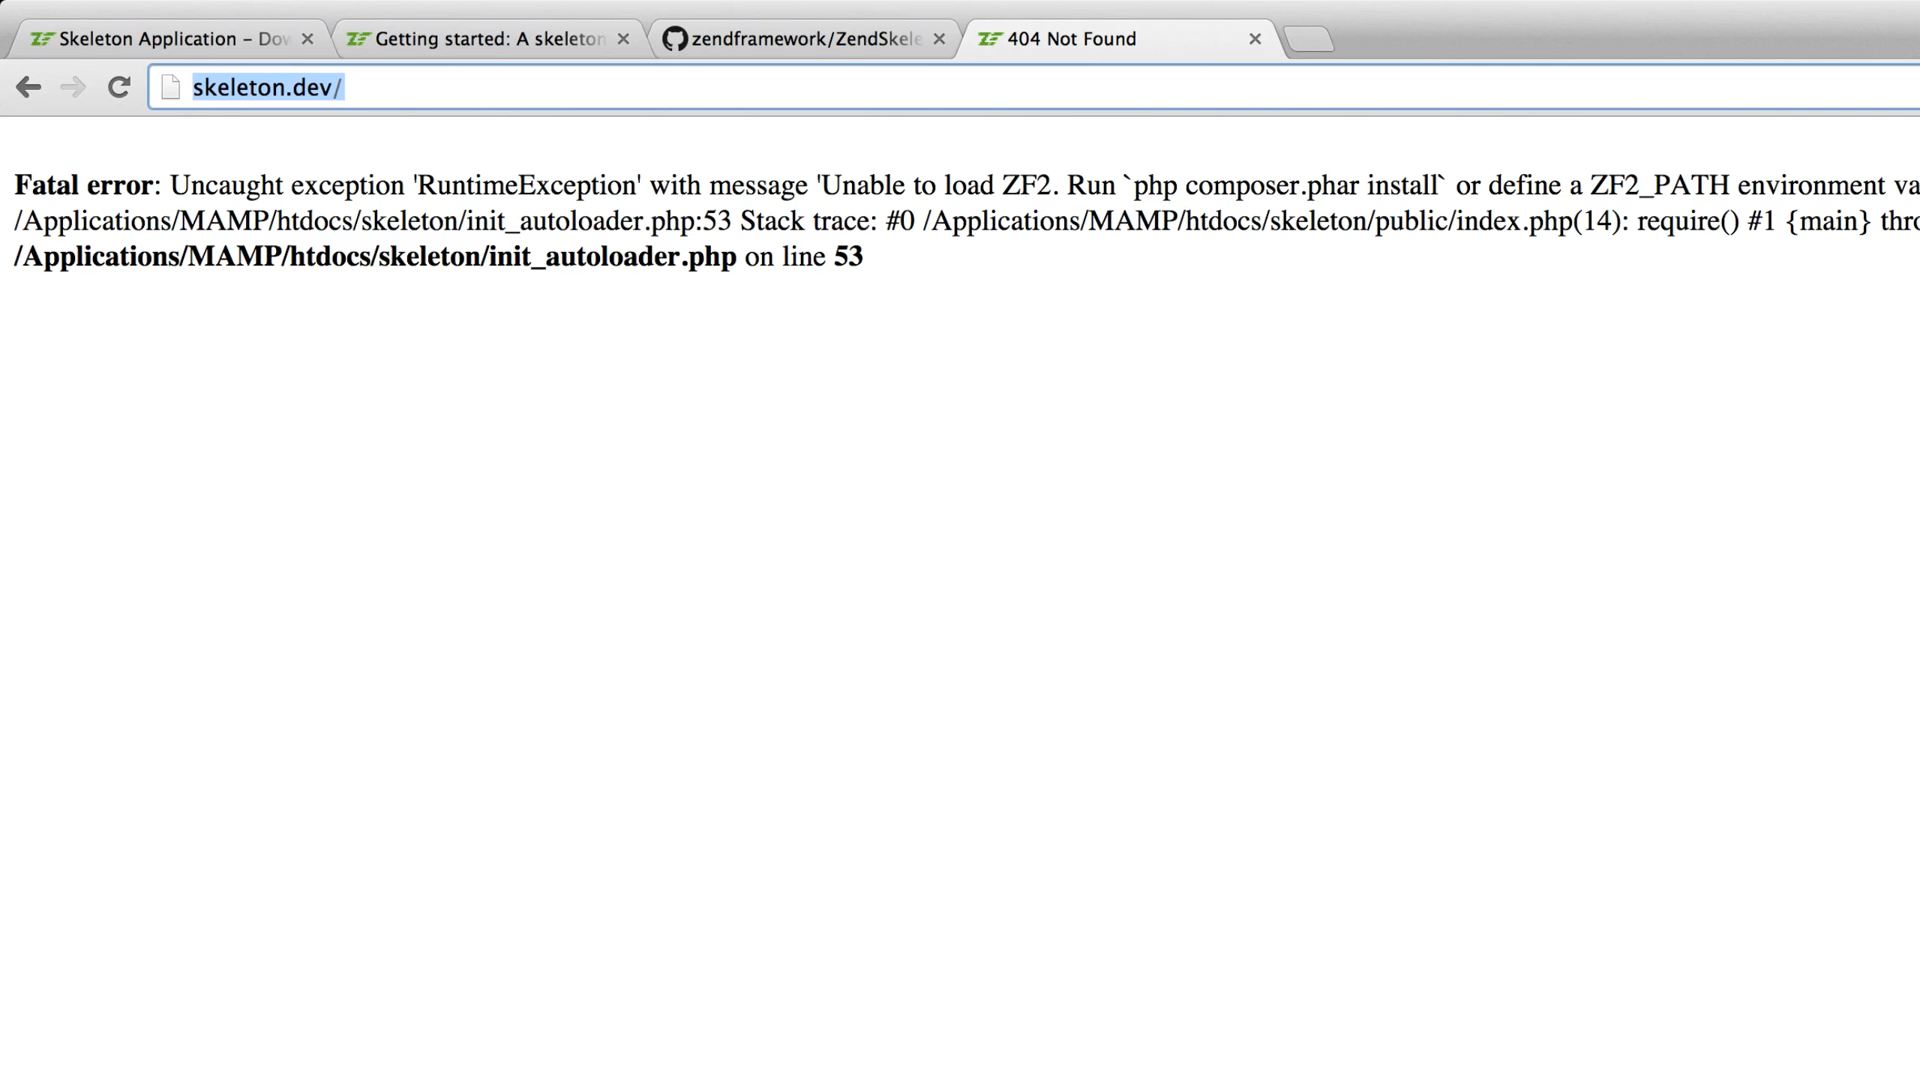 Skeleton Application – Dow
Getting started: A skeleton
zendframework/ZendSkele
404 Not Found
skeleton.dev/
Fatal error: Uncaught exception 'RuntimeException' with message 'Unable to load ZF2. Run `php composer.phar install` or define a ZF2_PATH environment va
/Applications/MAMP/htdocs/skeleton/init_autoloader.php:53 Stack trace: #0 /Applications/MAMP/htdocs/skeleton/public/index.php(14): require() #1 {main} thro
/Applications/MAMP/htdocs/skeleton/init_autoloader.php on line 53